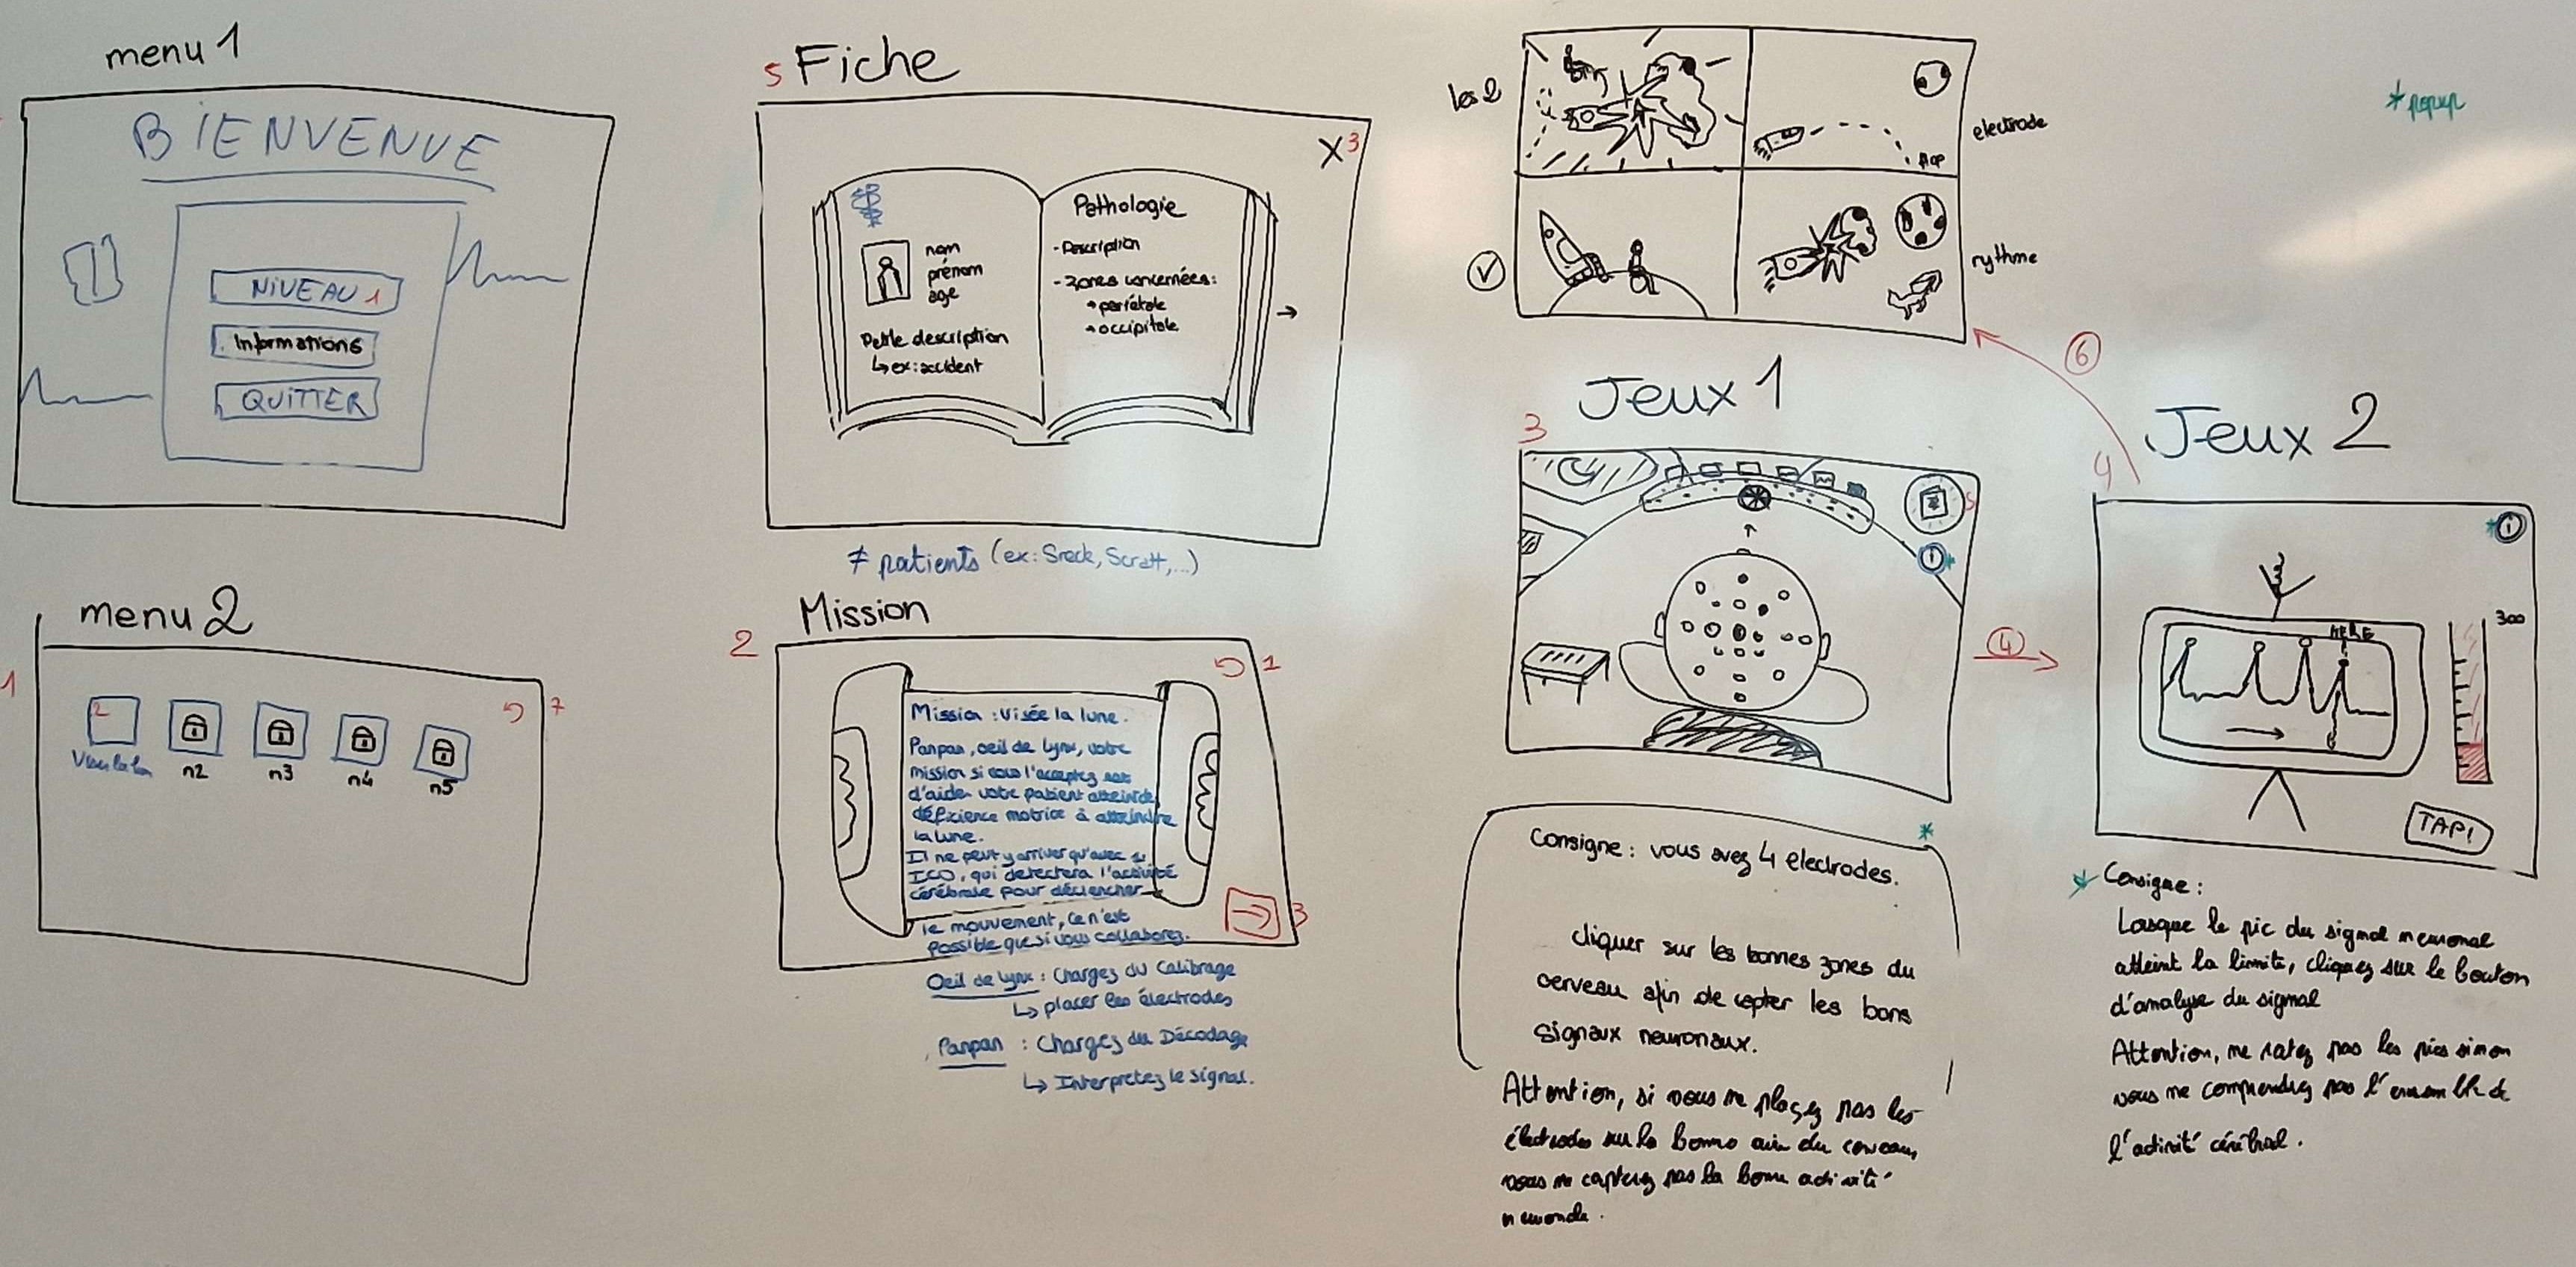 menu 1
BIENVENUE
NIVEAU 1
Informations
QUITTER
menu 2
1
2
7
n2
n3
n4
n5
5
Fiche
X 3
nom
prénom
age
Petite description
↳ ex: accident
Pathologie
- Description
- Zones concernées:
→ pariétale
→ occipitale
→
≠ patients (ex: Sreck, Scratt,...)
Mission
2
1
Mission : Visée la lune.
Panpan, oeil de lynx, votre
mission si vous l'acceptez est
d'aider votre patient atteint de
déficience motrice à atteindre
la lune.
Il ne peut y arriver qu'avec
ICO, qui detectera l'activité
cérébrale pour déclencher
le mouvement, ce n'est
possible que si vous collaborez.
3
Oeil de lynx : Chargez du Calibrage
↳ placer les électrodes
Panpan : Chargez du Décodage
↳ Interpretez le signal.
les 2
electrode
rythme
* popup
6
Jeux 1
3
5
*
4
*
Consigne : vous avez 4 electrodes.
cliquer sur les bonnes zones du
cerveau afin de capter les bons
signaux neuronaux.
Attention, si vous ne placez pas les
électrodes sur la bonne aire du cerveau,
vous ne capterez pas la bonne activité
neuronale.
Jeux 2
4
* i
HERE
300
TAP!
* Consigne :
Lorsque le pic du signal neuronal
atteint la limite, cliquez sur le bouton
d'analyse du signal
Attention, ne ratez pas les pics sinon
vous ne comprendrez pas l'ensemble de
l'activité cérébral.